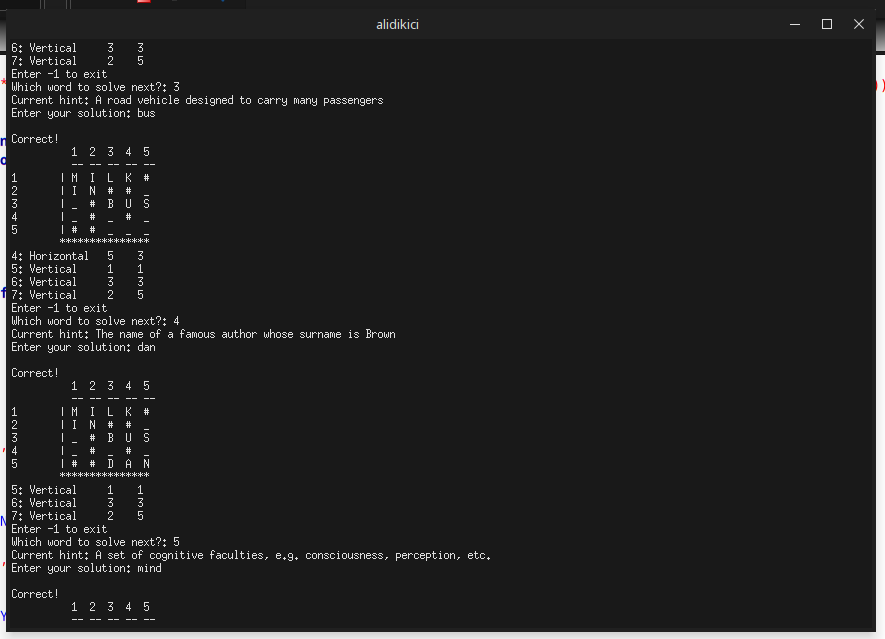 alidikici
6: Vertical     3    3
7: Vertical     2    5
Enter -1 to exit
Which word to solve next?: 3
Current hint: A road vehicle designed to carry many passengers
Enter your solution: bus
Correct!
          1  2  3  4  5
          -- -- -- -- --
1       | M  I  L  K  #
2       | I  N  #  #  _
3       | _  #  B  U  S
4       | _  #  _  #  _
5       | #  #  _  _  _
        ***************
4: Horizontal   5    3
5: Vertical     1    1
6: Vertical     3    3
7: Vertical     2    5
Enter -1 to exit
Which word to solve next?: 4
Current hint: The name of a famous author whose surname is Brown
Enter your solution: dan
Correct!
          1  2  3  4  5
          -- -- -- -- --
1       | M  I  L  K  #
2       | I  N  #  #  _
3       | _  #  B  U  S
4       | _  #  _  #  _
5       | #  #  D  A  N
        ***************
5: Vertical     1    1
6: Vertical     3    3
7: Vertical     2    5
Enter -1 to exit
Which word to solve next?: 5
Current hint: A set of cognitive faculties, e.g. consciousness, perception, etc.
Enter your solution: mind
Correct!
          1  2  3  4  5
          -- -- -- -- --